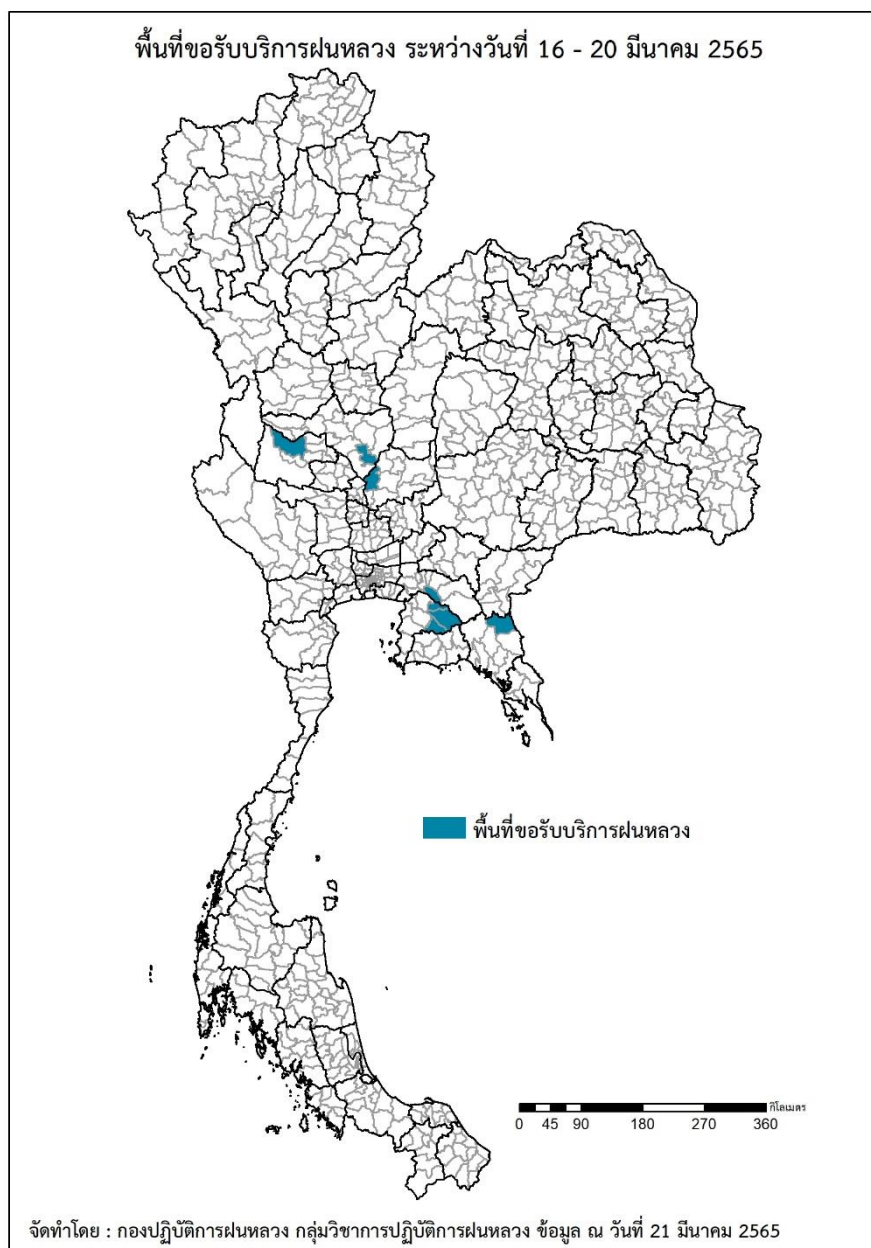 พื้นที่ขอรับบริการฝนหลวง ระหว่างวันที่ 16 - 20 มีนาคม 2565
พื้นที่ขอรับบริการฝนหลวง
กิโลเมตร
0 45 90 180 270 360
จัดทำโดย : กองปฏิบัติการฝนหลวง กลุ่มวิชาการปฏิบัติการฝนหลวง ข้อมูล ณ วันที่ 21 มีนาคม 2565